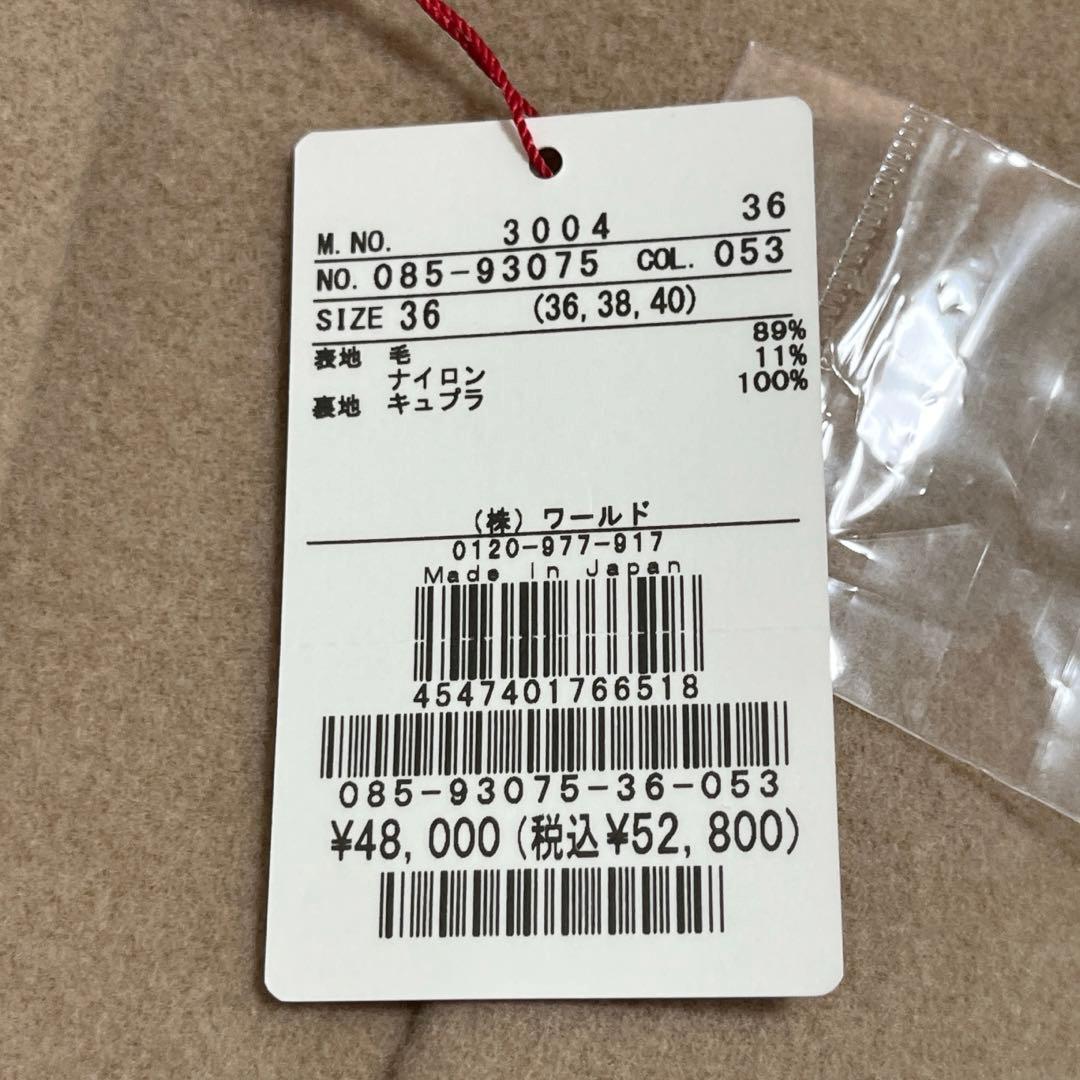 36
M. NO. 3004
NO. 085-93075 COL. 053
SIZE 36 (36, 38, 40)
表地 毛 89%
ナイロン 11%
裏地 キュプラ 100%
(株) ワールド
0120-977-917
Made in Japan
4547401766518
085-93075-36-053
¥48,000(税込¥52,800)